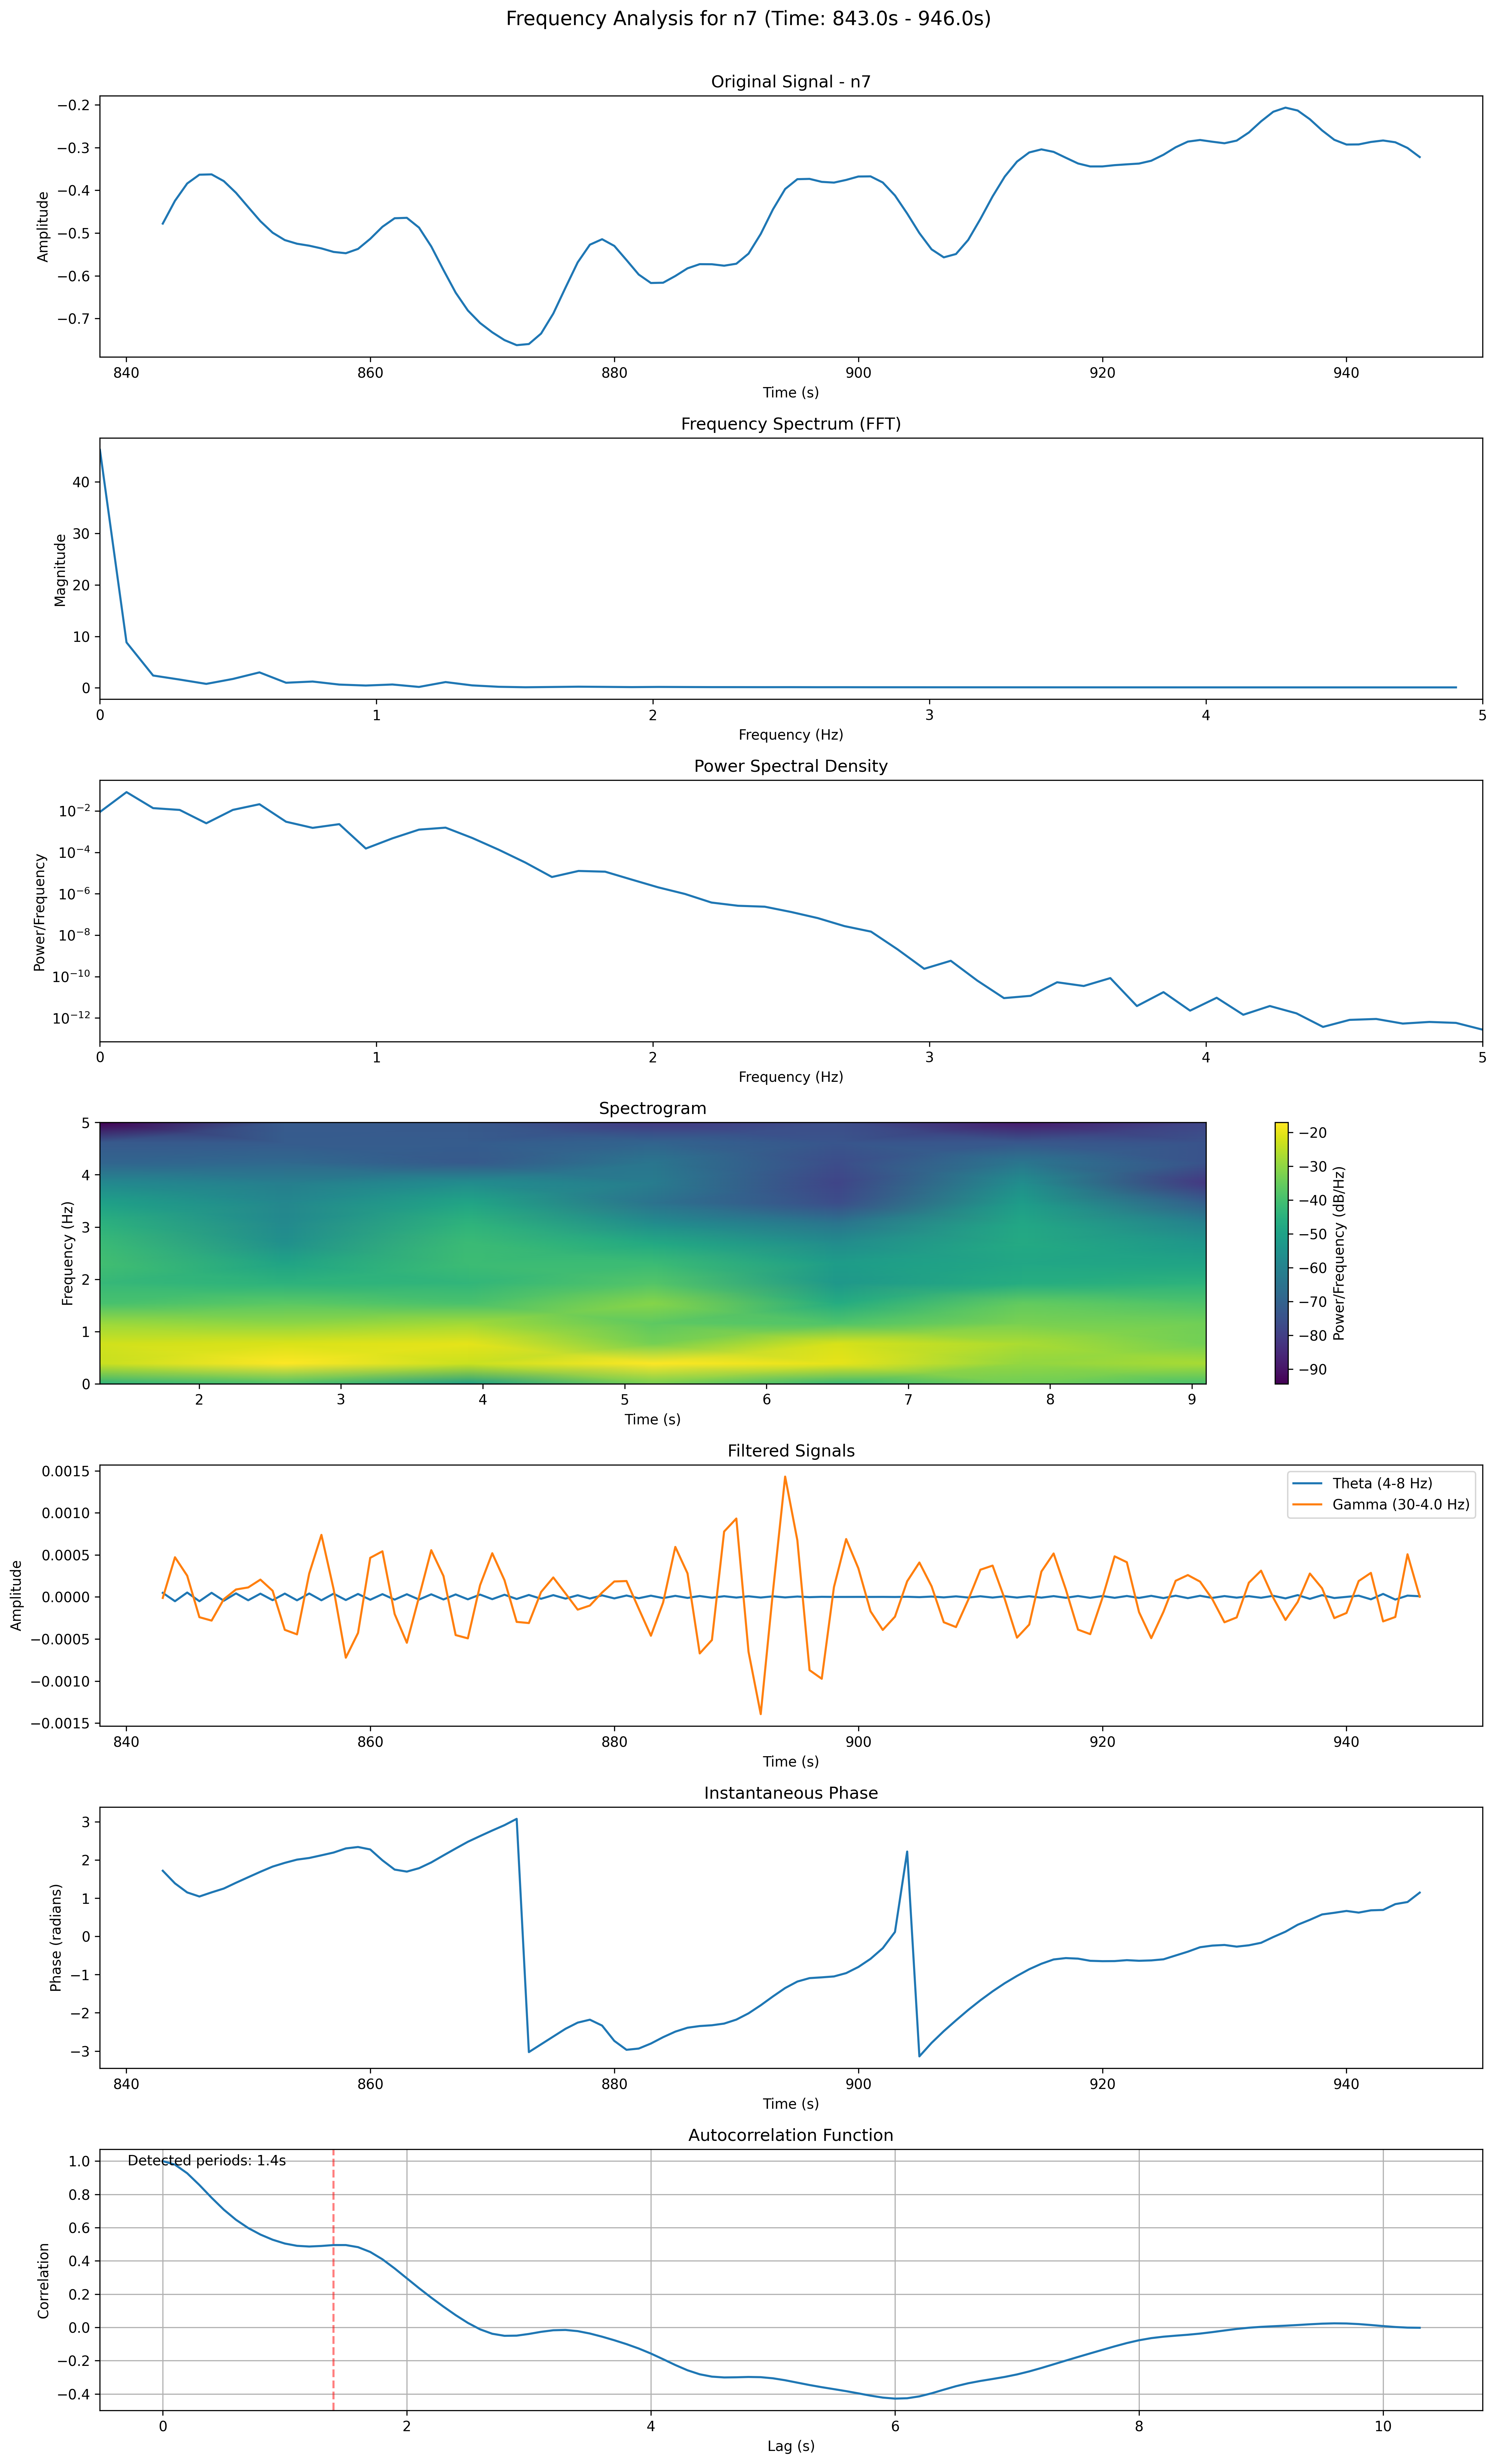 Frequency Analysis for n7 (Time: 843.0s - 946.0s)
Original Signal - n7
Amplitude
−0.2
−0.3
−0.4
−0.5
−0.6
−0.7
840 860 880 900 920 940
Time (s)
Frequency Spectrum (FFT)
Magnitude
40
30
20
10
0
0 1 2 3 4 5
Frequency (Hz)
Power Spectral Density
Power/Frequency
10⁻²
10⁻⁴
10⁻⁶
10⁻⁸
10⁻¹⁰
10⁻¹²
0 1 2 3 4 5
Frequency (Hz)
Spectrogram
Frequency (Hz)
5
4
3
2
1
0
2 3 4 5 6 7 8 9
Time (s)
−20
−30
−40
−50
−60
−70
−80
−90
Power/Frequency (dB/Hz)
Filtered Signals
Amplitude
0.0015
0.0010
0.0005
0.0000
−0.0005
−0.0010
−0.0015
Theta (4-8 Hz)
Gamma (30-4.0 Hz)
840 860 880 900 920 940
Time (s)
Instantaneous Phase
Phase (radians)
3
2
1
0
−1
−2
−3
840 860 880 900 920 940
Time (s)
Autocorrelation Function
Detected periods: 1.4s
Correlation
1.0
0.8
0.6
0.4
0.2
0.0
−0.2
−0.4
0 2 4 6 8 10
Lag (s)